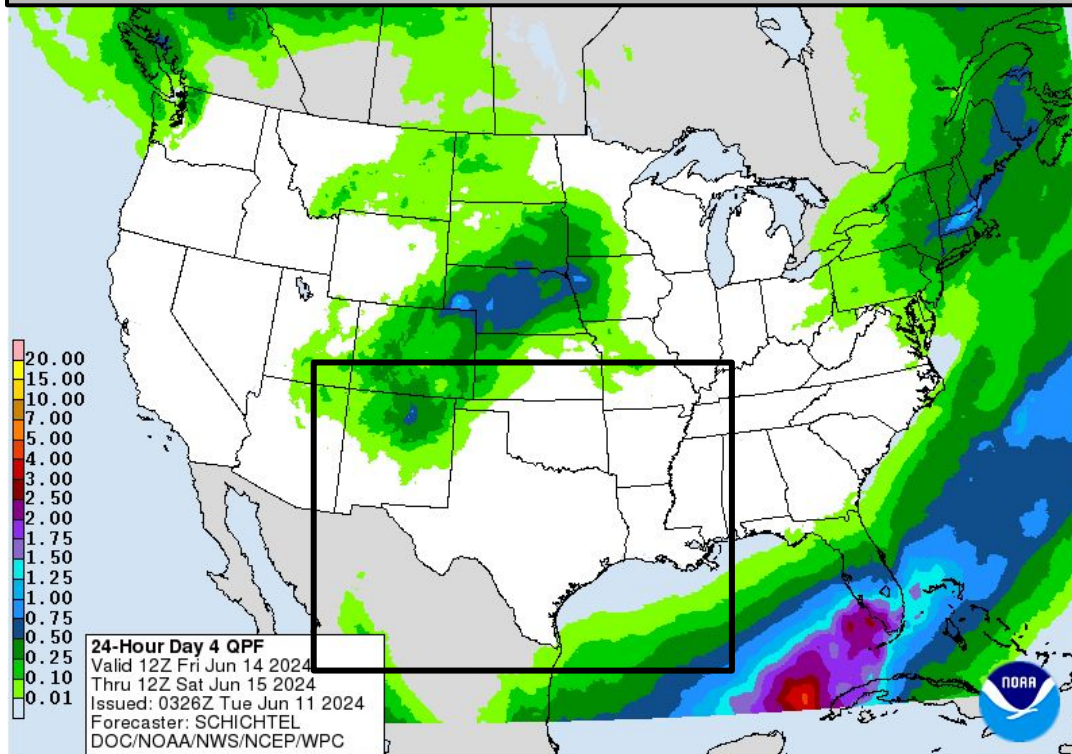 20.00
15.00
10.00
7.00
5.00
4.00
3.00
2.50
2.00
1.75
1.50
1.25
1.00
0.75
0.50
0.25
0.10
0.01
24-Hour Day 4 QPF
Valid 12Z Fri Jun 14 2024
Thru 12Z Sat Jun 15 2024
Issued: 0326Z Tue Jun 11 2024
Forecaster: SCHICHTEL
DOC/NOAA/NWS/NCEP/WPC
NOAA